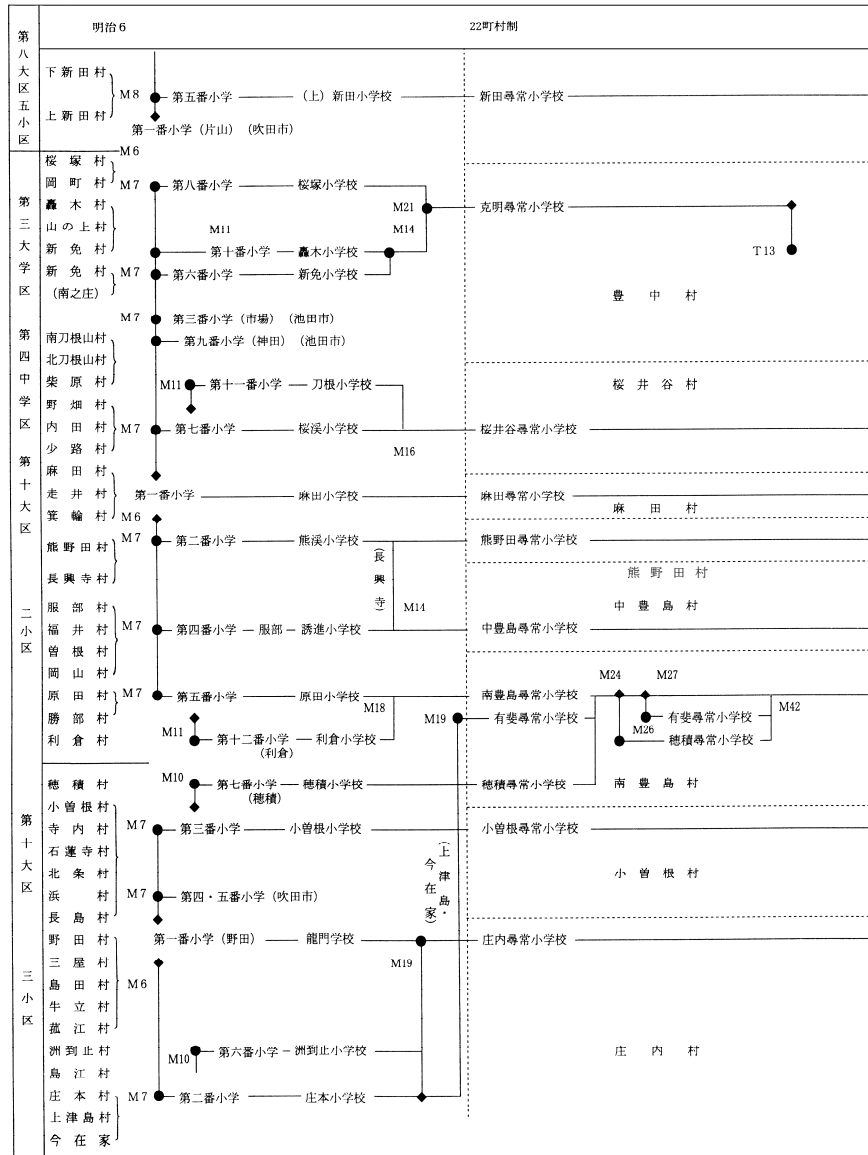 明治6
22町村制
第八大区五小区
下新田村
上新田村
M8
第五番小学
(上)新田小学校
新田尋常小学校
第一番小学(片山)(吹田市)
第三大学区
第四中学区
第十大区
二小区
M6
桜塚村
岡町村
M7
第八番小学
桜塚小学校
M21
克明尋常小学校
T13
轟木村
山の上村
新免村
M11
第十番小学
轟木小学校
M14
新免村
(南之庄)
M7
第六番小学
新免小学校
豊中村
M7
第三番小学(市場)(池田市)
第九番小学(神田)(池田市)
南刀根山村
北刀根山村
柴原村
M11
第十一番小学
刀根小学校
桜井谷村
野畑村
内田村
少路村
M7
第七番小学
桜渓小学校
M16
桜井谷尋常小学校
麻田村
走井村
箕輪村
第一番小学
麻田小学校
麻田尋常小学校
麻田村
M6
熊野田村
長興寺村
M7
第二番小学
熊渓小学校
熊野田尋常小学校
(長興寺)
M14
熊野田村
中豊島村
服部村
福井村
曽根村
岡山村
M7
第四番小学
服部
誘進小学校
中豊島尋常小学校
原田村
勝部村
利倉村
M7
第五番小学
原田小学校
M18
南豊島尋常小学校
M24
M27
M42
M19
有斐尋常小学校
有斐尋常小学校
M26
穂積尋常小学校
M11
第十二番小学
(利倉)
利倉小学校
第十大区
三小区
穂積村
M10
第七番小学
(穂積)
穂積小学校
穂積尋常小学校
南豊島村
小曽根村
寺内村
石蓮寺村
北条村
浜村
長島村
M7
第三番小学
小曽根小学校
小曽根尋常小学校
小曽根村
M7
第四・五番小学(吹田市)
(上津島・今在家)
野田村
三屋村
島田村
牛立村
菰江村
M6
第一番小学(野田)
龍門学校
M19
庄内尋常小学校
洲到止村
島江村
M10
第六番小学
洲到止小学校
庄内村
庄本村
上津島村
今在家
M7
第二番小学
庄本小学校